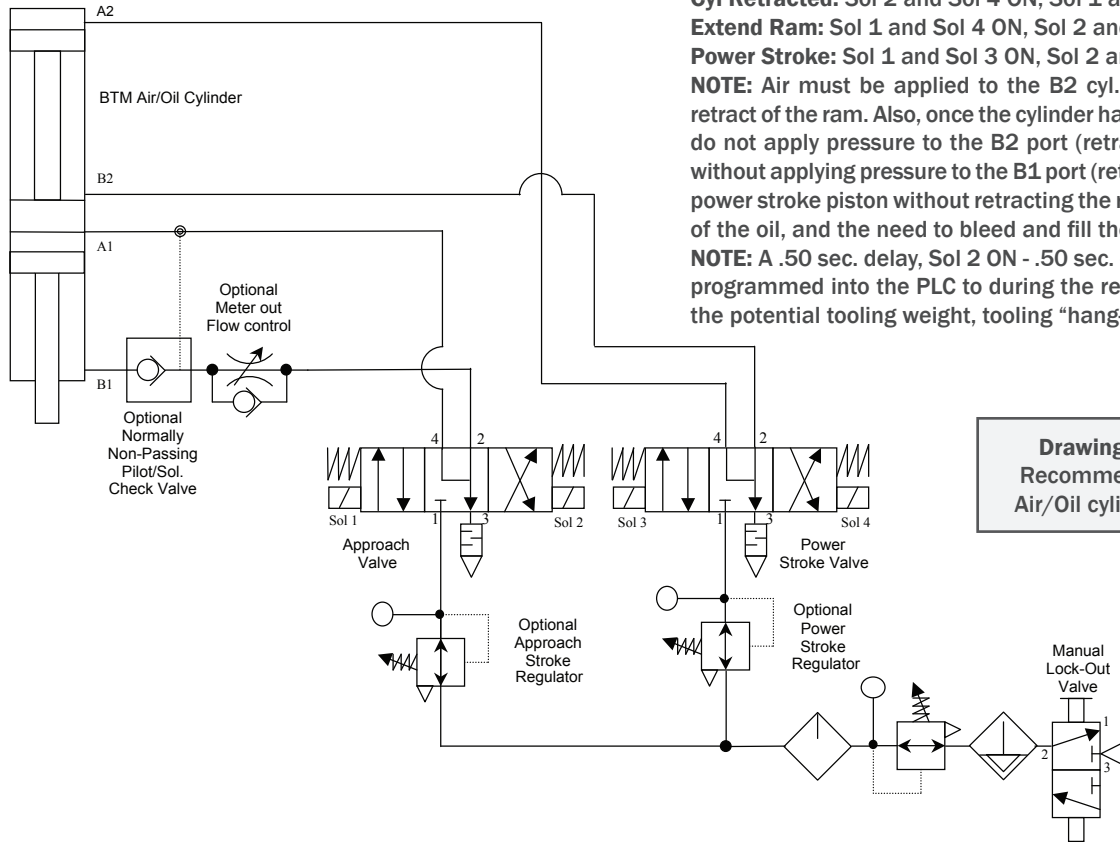 Cyl Retracted: Sol 2 and Sol 4 ON, Sol 1 a
Extend Ram: Sol 1 and Sol 4 ON, Sol 2 and
Power Stroke: Sol 1 and Sol 3 ON, Sol 2 a
NOTE: Air must be applied to the B2 cyl.
retract of the ram. Also, once the cylinder ha
do not apply pressure to the B2 port (retr
without applying pressure to the B1 port (ret
power stroke piston without retracting the
of the oil, and the need to bleed and fill th
NOTE: A .50 sec. delay, Sol 2 ON - .50 sec.
programmed into the PLC to during the re
the potential tooling weight, tooling “hang
A2
BTM Air/Oil Cylinder
B2
A1
Optional
Meter out
Flow control
B1
Optional
Normally
Non-Passing
Pilot/Sol.
Check Valve
4 2
4 2
Sol 1 1 3 Sol 2
Sol 3 1 3 Sol 4
Approach
Valve
Power
Stroke Valve
Drawing
Recomme
Air/Oil cyli
Optional
Approach
Stroke
Regulator
Optional
Power
Stroke
Regulator
Manual
Lock-Out
Valve
1
2
3